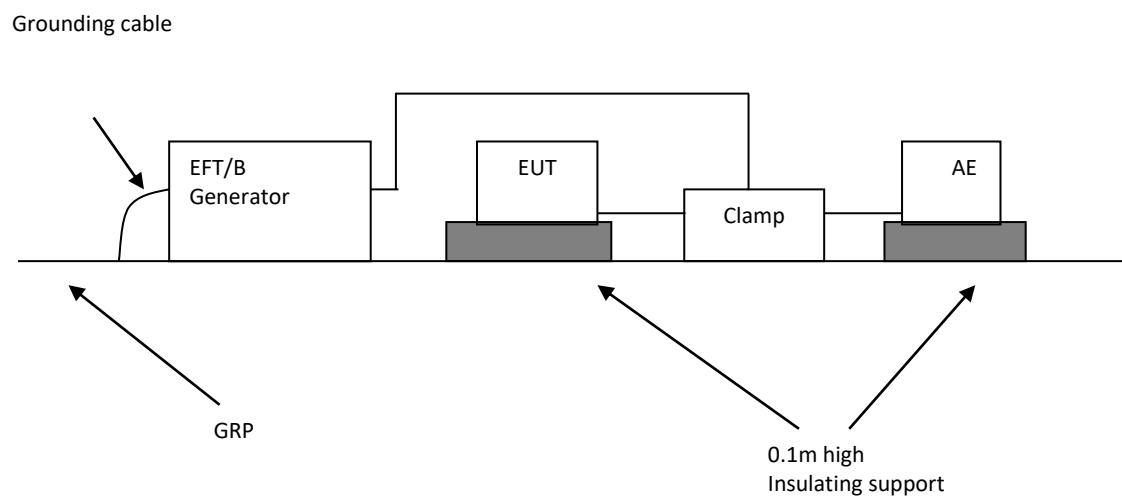 Grounding cable
EFT/B
Generator
EUT
Clamp
AE
GRP
0.1m high
Insulating support